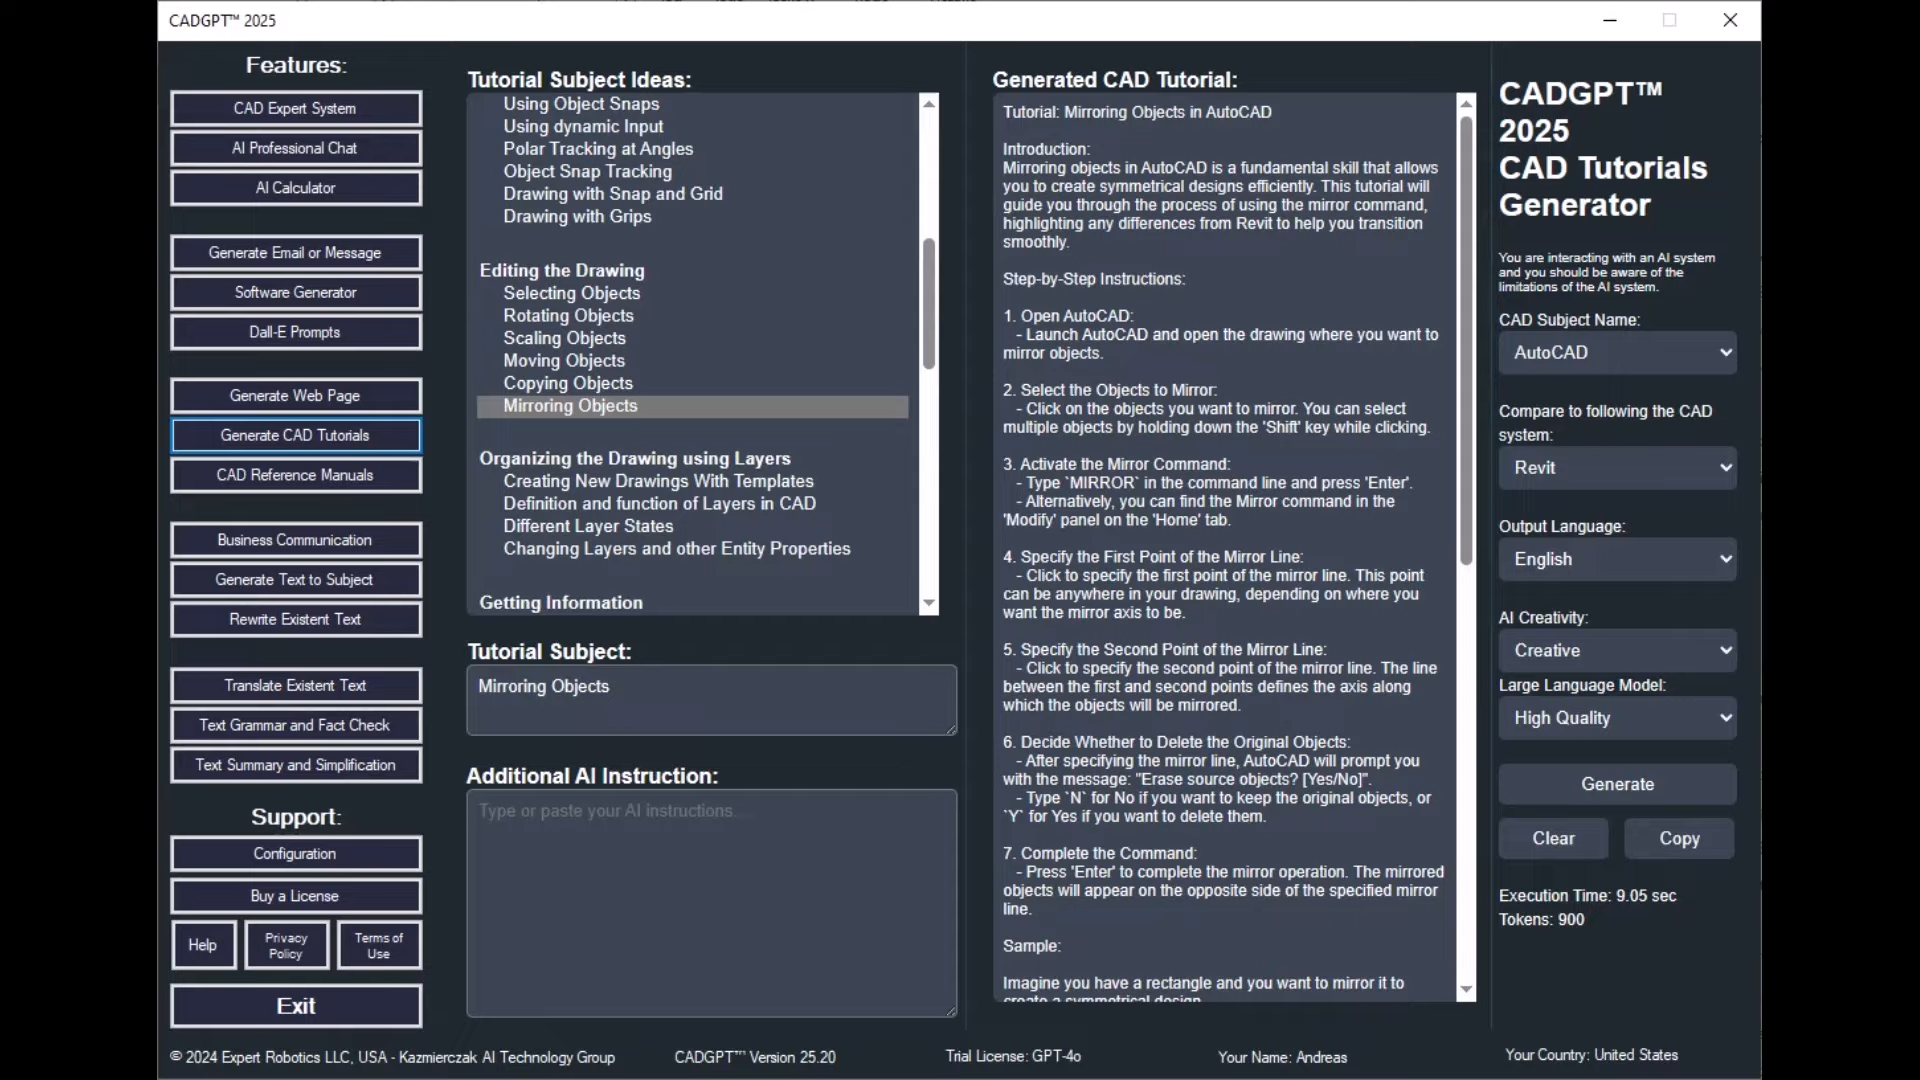 CADGPT™ 2025
Features:
CAD Expert System
AI Professional Chat
AI Calculator
Generate Email or Message
Software Generator
Dall-E Prompts
Generate Web Page
Generate CAD Tutorials
CAD Reference Manuals
Business Communication
Generate Text to Subject
Rewrite Existent Text
Translate Existent Text
Text Grammar and Fact Check
Text Summary and Simplification
Support:
Configuration
Buy a License
Help
Privacy
Policy
Terms of
Use
Exit
Tutorial Subject Ideas:
Using Object Snaps
Using dynamic Input
Polar Tracking at Angles
Object Snap Tracking
Drawing with Snap and Grid
Drawing with Grips
Editing the Drawing
Selecting Objects
Rotating Objects
Scaling Objects
Moving Objects
Copying Objects
Mirroring Objects
Organizing the Drawing using Layers
Creating New Drawings With Templates
Definition and function of Layers in CAD
Different Layer States
Changing Layers and other Entity Properties
Getting Information
Tutorial Subject:
Mirroring Objects
Additional AI Instruction:
Type or paste your AI instructions...
Generated CAD Tutorial:
Tutorial: Mirroring Objects in AutoCAD
Introduction:
Mirroring objects in AutoCAD is a fundamental skill that allows
you to create symmetrical designs efficiently. This tutorial will
guide you through the process of using the mirror command,
highlighting any differences from Revit to help you transition
smoothly.
Step-by-Step Instructions:
1. Open AutoCAD:
- Launch AutoCAD and open the drawing where you want to
mirror objects.
2. Select the Objects to Mirror:
- Click on the objects you want to mirror. You can select
multiple objects by holding down the 'Shift' key while clicking.
3. Activate the Mirror Command:
- Type `MIRROR` in the command line and press 'Enter'.
- Alternatively, you can find the Mirror command in the
'Modify' panel on the 'Home' tab.
4. Specify the First Point of the Mirror Line:
- Click to specify the first point of the mirror line. This point
can be anywhere in your drawing, depending on where you
want the mirror axis to be.
5. Specify the Second Point of the Mirror Line:
- Click to specify the second point of the mirror line. The line
between the first and second points defines the axis along
which the objects will be mirrored.
6. Decide Whether to Delete the Original Objects:
- After specifying the mirror line, AutoCAD will prompt you
with the message: "Erase source objects? [Yes/No]".
- Type `N` for No if you want to keep the original objects, or
`Y` for Yes if you want to delete them.
7. Complete the Command:
- Press 'Enter' to complete the mirror operation. The mirrored
objects will appear on the opposite side of the specified mirror
line.
Sample:
Imagine you have a rectangle and you want to mirror it to
create a symmetrical design
CADGPT™
2025
CAD Tutorials
Generator
You are interacting with an AI system
and you should be aware of the
limitations of the AI system.
CAD Subject Name:
AutoCAD
Compare to following the CAD
system:
Revit
Output Language:
English
AI Creativity:
Creative
Large Language Model:
High Quality
Generate
Clear
Copy
Execution Time: 9.05 sec
Tokens: 900
© 2024 Expert Robotics LLC, USA - Kazmierczak AI Technology Group
CADGPT™ Version 25.20
Trial License: GPT-4o
Your Name: Andreas
Your Country: United States